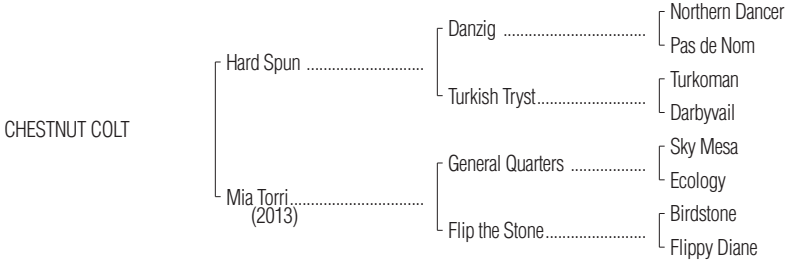 Northern Dancer
Danzig ..................................
Pas de Nom
Hard Spun ............................
Turkoman
Turkish Tryst..........................
Darbyvail
CHESTNUT COLT
Sky Mesa
General Quarters ..................
Ecology
Mia Torri................................
(2013)
Birdstone
Flip the Stone........................
Flippy Diane